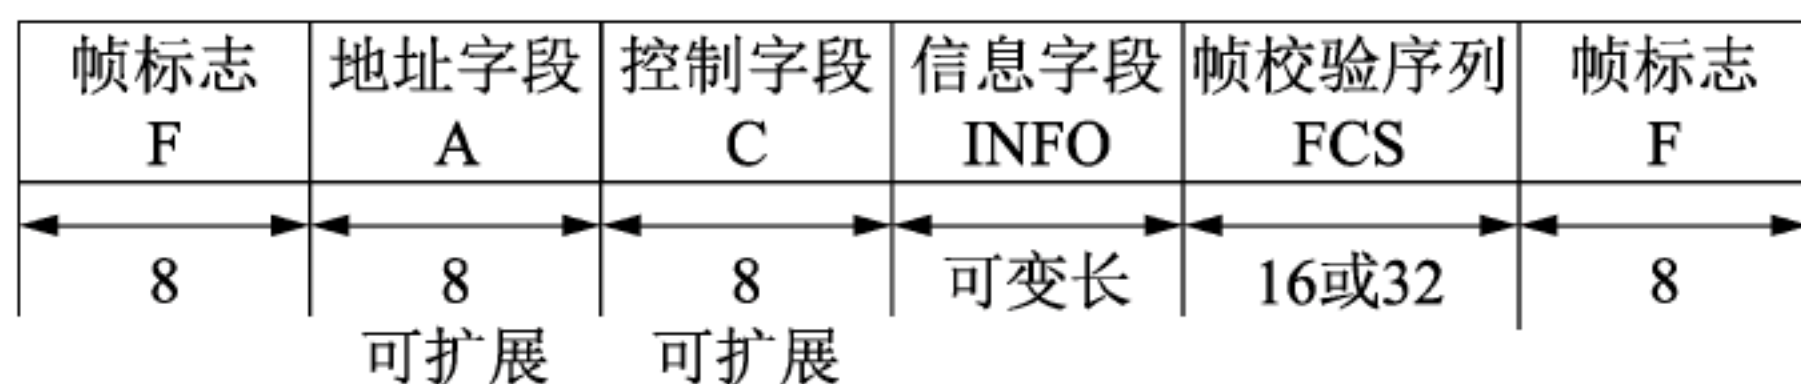 帧标志 地址字段 控制字段 信息字段 帧校验序列 帧标志
F A C INFO FCS F
8 8 8 可变长 16或32 8
可扩展 可扩展